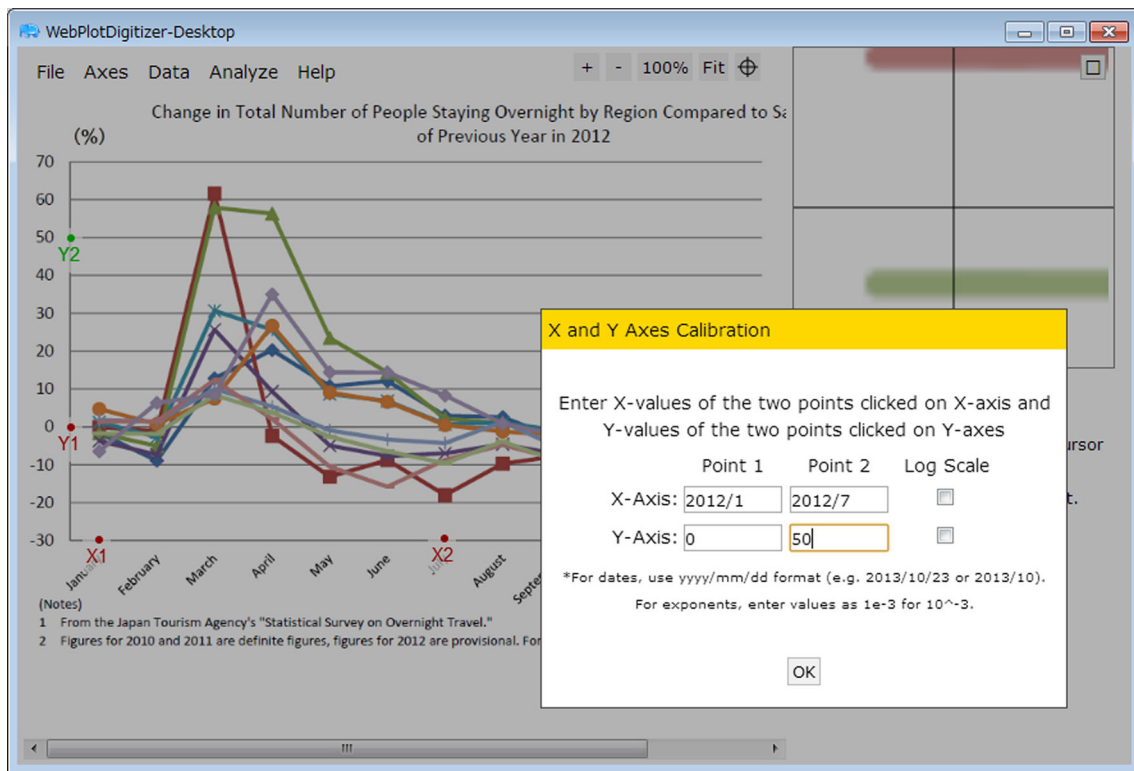 WebPlotDigitizer-Desktop
File Axes Data Analyze Help + - 100% Fit
Change in Total Number of People Staying Overnight by Region Compared to Sa
(%) of Previous Year in 2012
70
60
50
Y2
40
30
20
10
0
Y1
-10
-20
-30
X1 X2
January February March April May June August
(Notes)
1 From the Japan Tourism Agency's "Statistical Survey on Overnight Travel."
2 Figures for 2010 and 2011 are definite figures, figures for 2012 are provisional. For
X and Y Axes Calibration
Enter X-values of the two points clicked on X-axis and
Y-values of the two points clicked on Y-axis
Point 1 Point 2 Log Scale
X-Axis: 2012/1 2012/7
Y-Axis: 0 50
*For dates, use yyyy/mm/dd format (e.g. 2013/10/23 or 2013/10).
For exponents, enter values as 1e-3 for 10^-3.
OK
ursor
t.